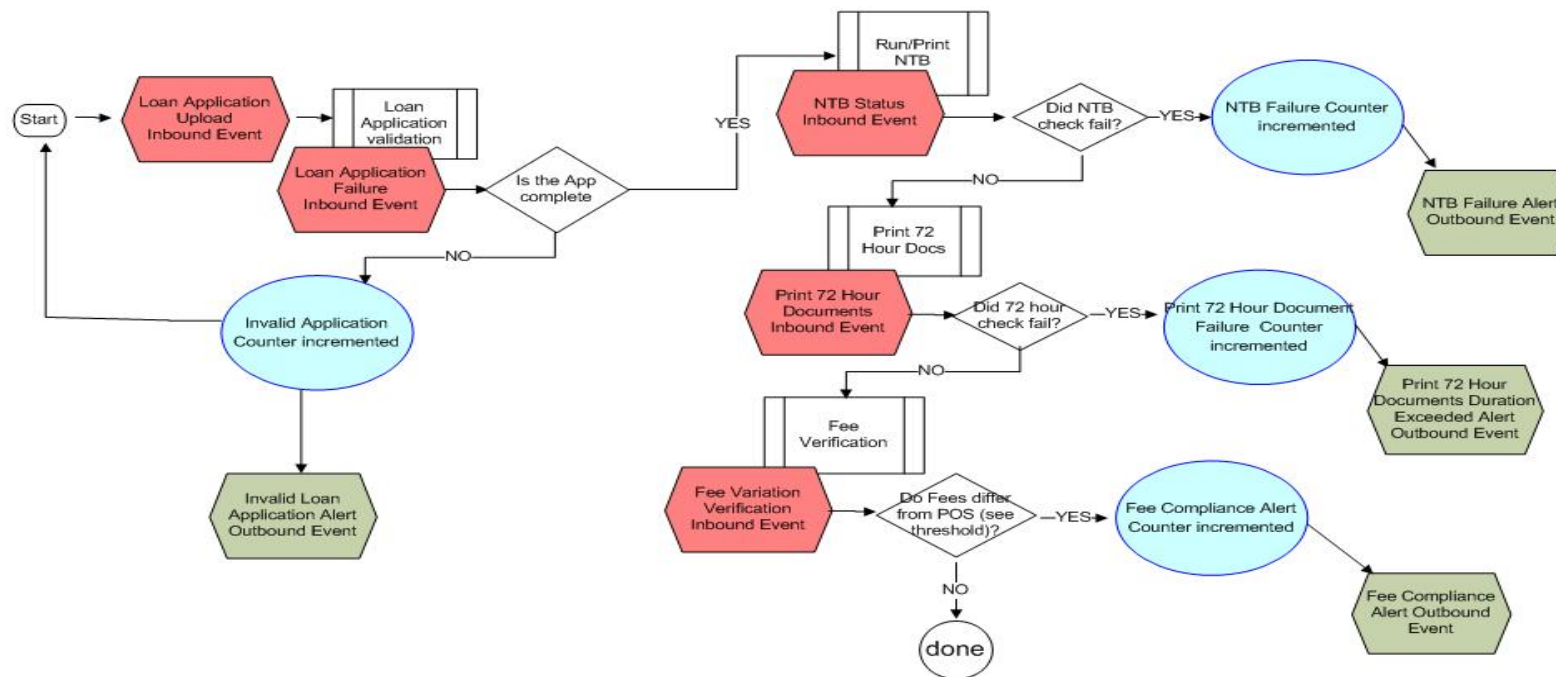 Start
Loan Application
Upload
Inbound Event
Loan
Application
validation
Loan Application
Failure
Inbound Event
Is the App
complete
YES
NO
Invalid Application
Counter incremented
Invalid Loan
Application Alert
Outbound Event
Run/Print
NTB
NTB Status
Inbound Event
Did NTB
check fail?
YES
NTB Failure Counter
incremented
NTB Failure Alert
Outbound Event
NO
Print 72
Hour Docs
Print 72 Hour
Documents
Inbound Event
Did 72 hour
check fail?
YES
Print 72 Hour Document
Failure Counter
incremented
Print 72 Hour
Documents Duration
Exceeded Alert
Outbound Event
NO
Fee
Verification
Fee Variation
Verification
Inbound Event
Do Fees differ
from POS (see
threshold)?
YES
Fee Compliance Alert
Counter incremented
Fee Compliance
Alert Outbound
Event
NO
done